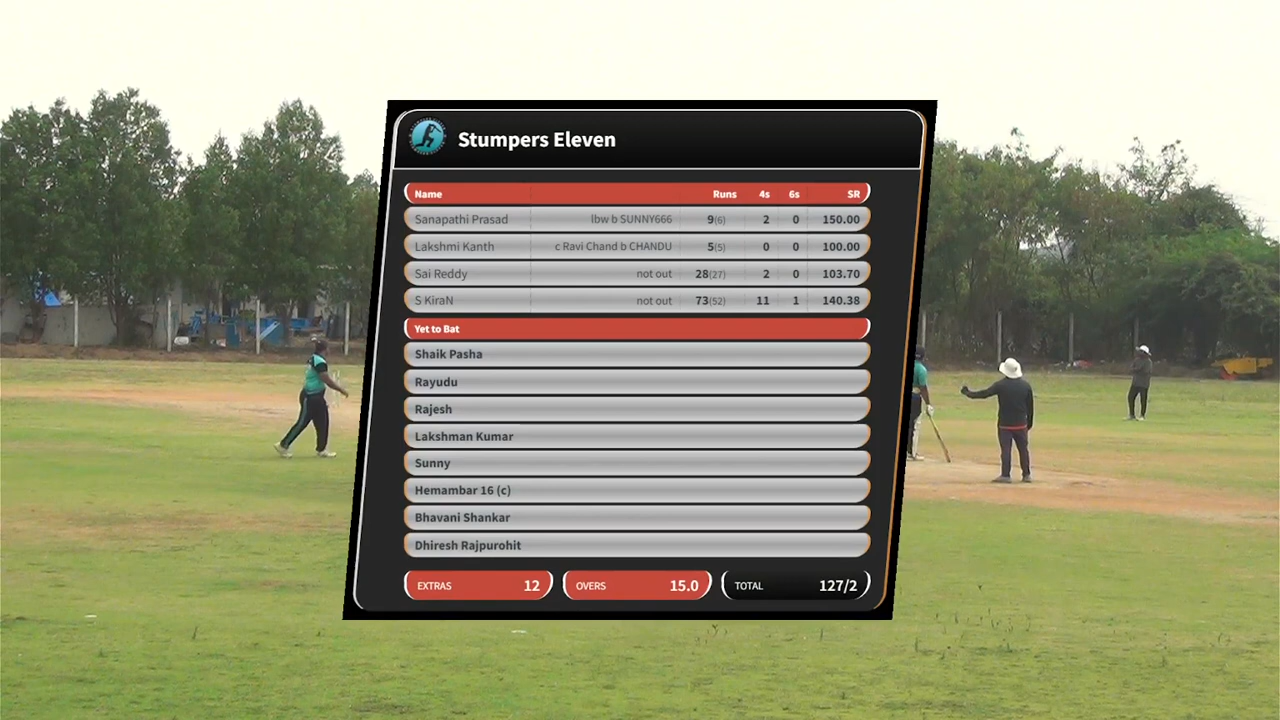 Stumpers Eleven
Name Runs 4s 6s SR
Sanapathi Prasad lbw b SUNNY666 9(6) 2 0 150.00
Lakshmi Kanth c Ravi Chand b CHANDU 5(5) 0 0 100.00
Sai Reddy not out 28(27) 2 0 103.70
S KiraN not out 73(52) 11 1 140.38
Yet to Bat
Shaik Pasha
Rayudu
Rajesh
Lakshman Kumar
Sunny
Hemambar 16 (c)
Bhavani Shankar
Dhiresh Rajpurohit
EXTRAS 12 OVERS 15.0 TOTAL 127/2